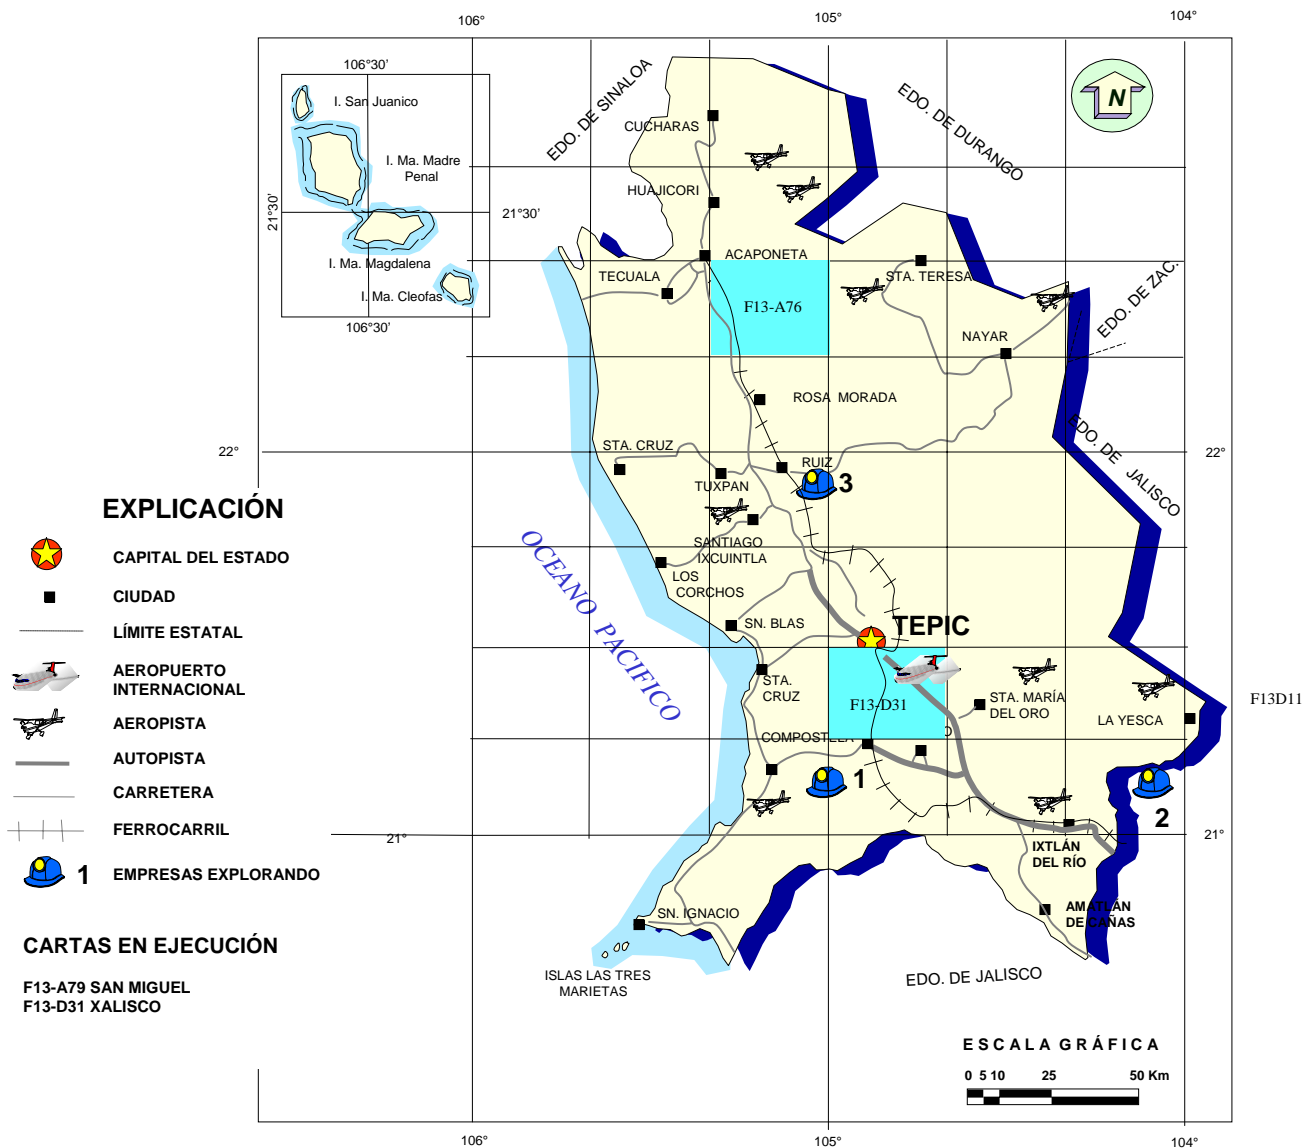 106°
105°
104°
106°30'
I. San Juanico
I. Ma. Madre
Penal
21°30'
21°30'
I. Ma. Magdalena
I. Ma. Cleofas
106°30'
EDO. DE SINALOA
EDO. DE DURANGO
N
CUCHARAS
HUAJICORI
ACAPONETA
TECUALA
STA. TERESA
F13-A76
EDO. DE ZAC.
NAYAR
ROSA MORADA
EDO. DE JALISCO
22°
STA. CRUZ
RUIZ
22°
TUXPAN
3
SANTIAGO
IXCUINTLA
LOS
CORCHOS
OCEANO PACIFICO
SN. BLAS
TEPIC
STA.
CRUZ
STA. MARÍA
DEL ORO
F13-D31
LA YESCA
F13D11
COMPOSTELA
1
2
21°
21°
IXTLÁN
DEL RÍO
AMATLÁN
DE CAÑAS
SN. IGNACIO
ISLAS LAS TRES
MARIETAS
EDO. DE JALISCO
EXPLICACIÓN
CAPITAL DEL ESTADO
CIUDAD
LÍMITE ESTATAL
AEROPUERTO
INTERNACIONAL
AEROPISTA
AUTOPISTA
CARRETERA
FERROCARRIL
1 EMPRESAS EXPLORANDO
CARTAS EN EJECUCIÓN
F13-A79 SAN MIGUEL
F13-D31 XALISCO
ESCALA GRÁFICA
0 5 10 25 50 Km
106°
105°
104°